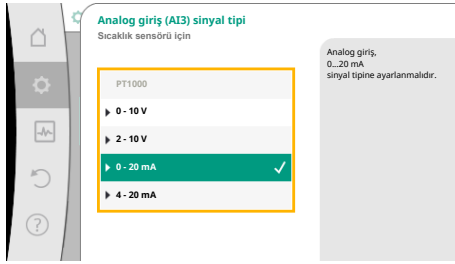 Analog giriş (AI3) sinyal tipi
Sıcaklık sensörü için
PT1000
0 - 10 V
2 - 10 V
0 - 20 mA
4 - 20 mA
Analog giriş,
0...20 mA
sinyal tipine ayarlanmalıdır.